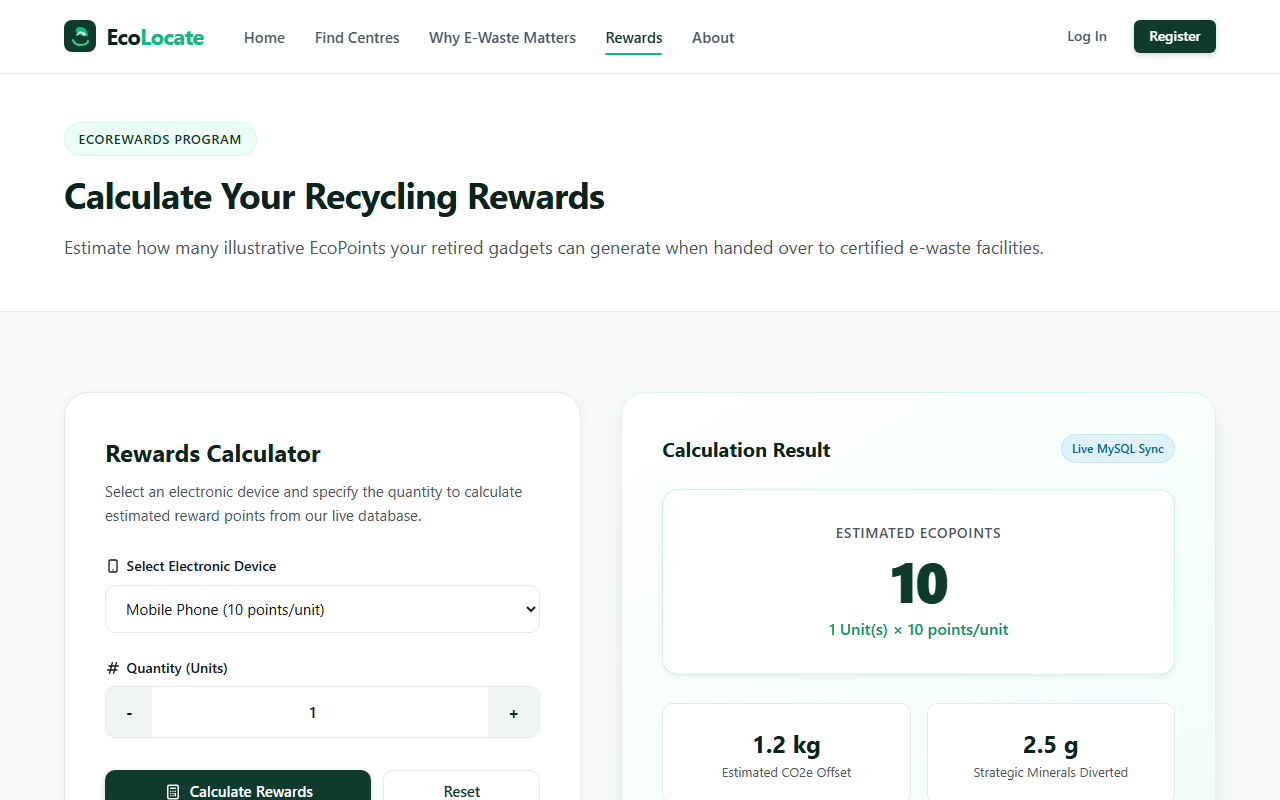 EcoLocate
Home
Find Centres
Why E-Waste Matters
Rewards
About
Log In
Register
ECOREWARDS PROGRAM
Calculate Your Recycling Rewards
Estimate how many illustrative EcoPoints your retired gadgets can generate when handed over to certified e-waste facilities.
Rewards Calculator
Select an electronic device and specify the quantity to calculate
estimated reward points from our live database.
Select Electronic Device
Mobile Phone (10 points/unit)
# Quantity (Units)
-
1
+
Calculate Rewards
Reset
Calculation Result
Live MySQL Sync
ESTIMATED ECOPOINTS
10
1 Unit(s) × 10 points/unit
1.2 kg
Estimated CO2e Offset
2.5 g
Strategic Minerals Diverted